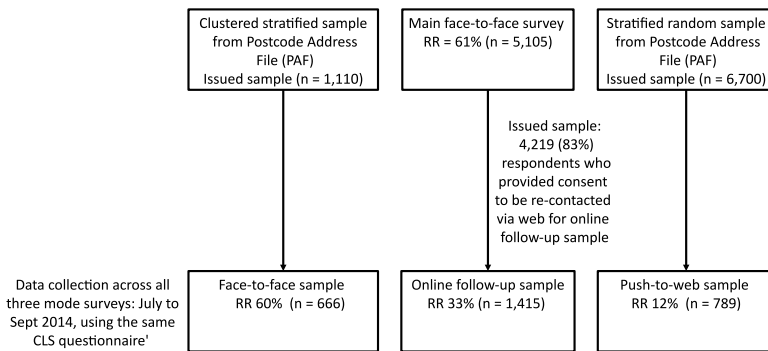 Clustered stratified sample
from Postcode Address
File (PAF)
Issued sample (n = 1,110)
Main face-to-face survey
RR = 61% (n = 5,105)
Stratified random sample
from Postcode Address
File (PAF)
Issued sample (n = 6,700)
Issued sample:
4,219 (83%)
respondents who
provided consent
to be re-contacted
via web for online
follow-up sample
Data collection across all
three mode surveys: July to
Sept 2014, using the same
CLS questionnaire'
Face-to-face sample
RR 60% (n = 666)
Online follow-up sample
RR 33% (n = 1,415)
Push-to-web sample
RR 12% (n = 789)